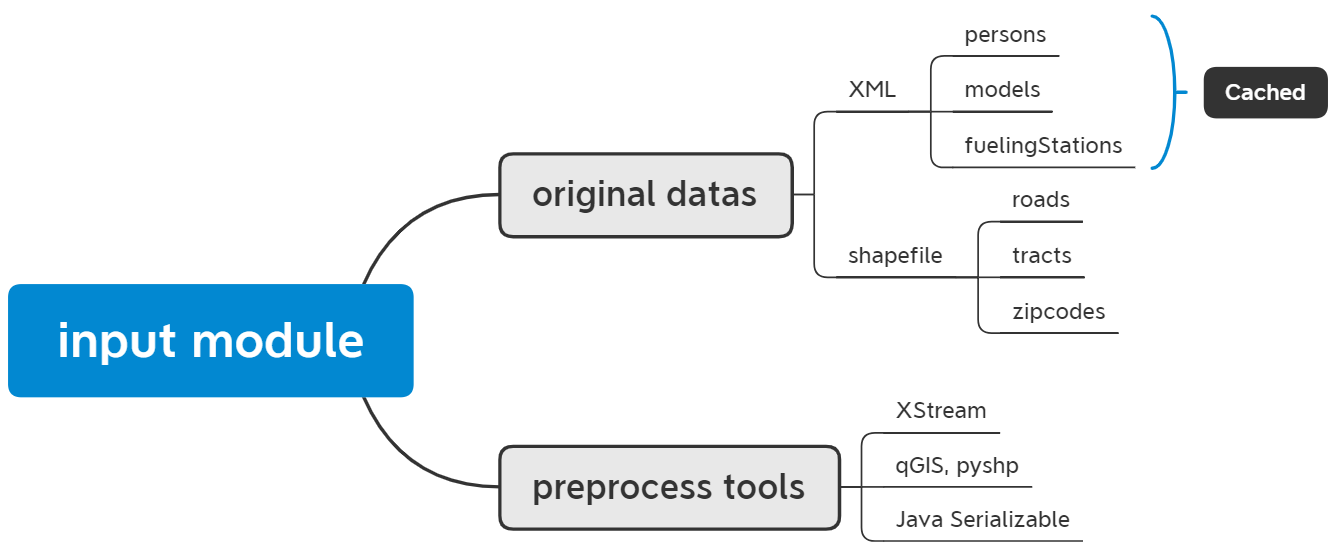 input module
original datas
XML
persons
models
fuelingStations
Cached
shapefile
roads
tracts
zipcodes
preprocess tools
XStream
qGIS, pyshp
Java Serializable